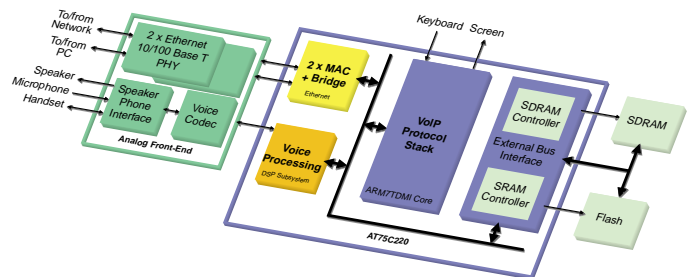 To/from
Network
To/from
PC
Speaker
Microphone
Handset
2 x Ethernet
10/100 Base T
PHY
Speaker
Phone
Interface
Voice
Codec
Analog Front-End
2 x MAC
+ Bridge
Ethernet
Voice
Processing
DSP Subsystem
Keyboard
Screen
VoIP
Protocol
Stack
ARM7TDMI Core
SDRAM
Controller
External Bus
Interface
SRAM
Controller
AT75C220
SDRAM
Flash